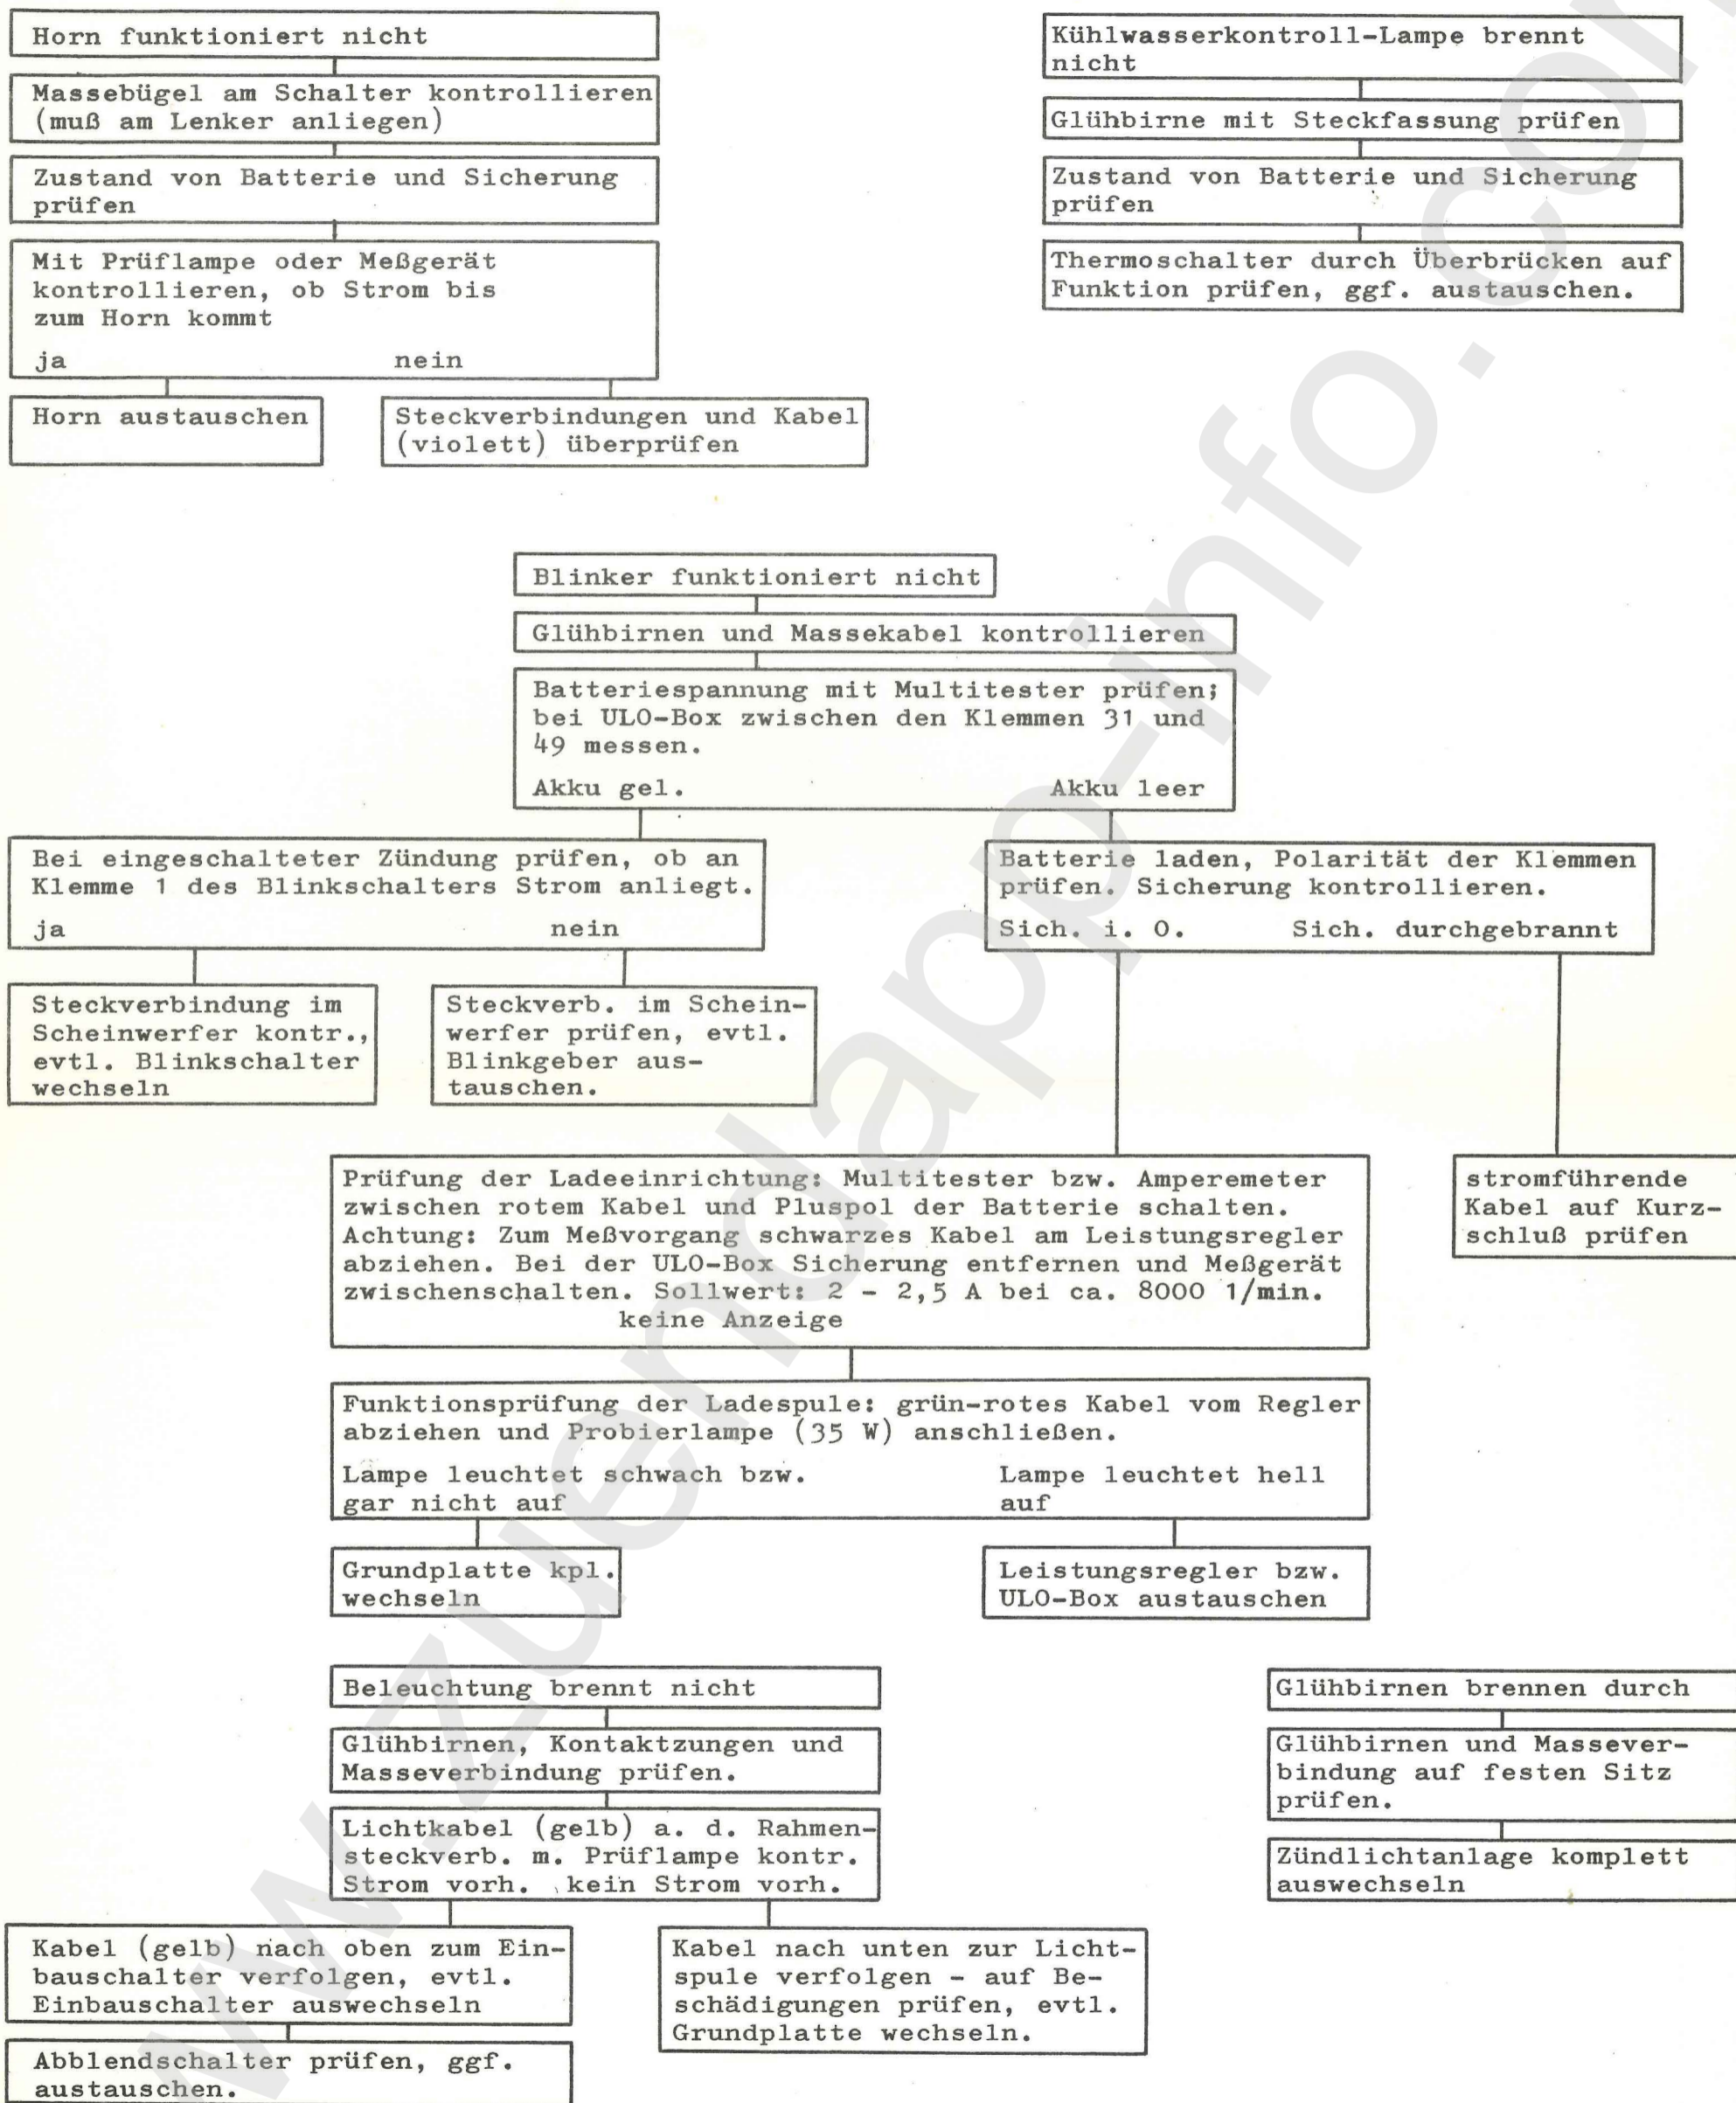 Horn funktioniert nicht
Massebügel am Schalter kontrollieren
(muß am Lenker anliegen)
Zustand von Batterie und Sicherung
prüfen
Mit Prüflampe oder Meßgerät
kontrollieren, ob Strom bis
zum Horn kommt
ja nein
Horn austauschen
Steckverbindungen und Kabel
(violett) überprüfen
Kühlwasserkontroll-Lampe brennt
nicht
Glühbirne mit Steckfassung prüfen
Zustand von Batterie und Sicherung
prüfen
Thermoschalter durch Überbrücken auf
Funktion prüfen, ggf. austauschen.
Blinker funktioniert nicht
Glühbirnen und Massekabel kontrollieren
Batteriespannung mit Multitester prüfen;
bei ULO-Box zwischen den Klemmen 31 und
49 messen.
Akku gel. Akku leer
Bei eingeschalteter Zündung prüfen, ob an
Klemme 1 des Blinkschalters Strom anliegt.
ja nein
Steckverbindung im
Scheinwerfer kontr.,
evtl. Blinkschalter
wechseln
Steckverb. im Schein-
werfer prüfen, evtl.
Blinkgeber aus-
tauschen.
Batterie laden, Polarität der Klemmen
prüfen. Sicherung kontrollieren.
Sich. i. O. Sich. durchgebrannt
Prüfung der Ladeeinrichtung: Multitester bzw. Amperemeter
zwischen rotem Kabel und Pluspol der Batterie schalten.
Achtung: Zum Meßvorgang schwarzes Kabel am Leistungsregler
abziehen. Bei der ULO-Box Sicherung entfernen und Meßgerät
zwischenschalten. Sollwert: 2 - 2,5 A bei ca. 8000 1/min.
keine Anzeige
stromführende
Kabel auf Kurz-
schluß prüfen
Funktionsprüfung der Ladespule: grün-rotes Kabel vom Regler
abziehen und Probierlampe (35 W) anschließen.
Lampe leuchtet schwach bzw. Lampe leuchtet hell
gar nicht auf auf
Grundplatte kpl.
wechseln
Leistungsregler bzw.
ULO-Box austauschen
Beleuchtung brennt nicht
Glühbirnen, Kontaktzungen und
Masseverbindung prüfen.
Lichtkabel (gelb) a. d. Rahmen-
steckverb. m. Prüflampe kontr.
Strom vorh. kein Strom vorh.
Kabel (gelb) nach oben zum Ein-
bauschalter verfolgen, evtl.
Einbauschalter auswechseln
Abblendschalter prüfen, ggf.
austauschen.
Kabel nach unten zur Licht-
spule verfolgen - auf Be-
schädigungen prüfen, evtl.
Grundplatte wechseln.
Glühbirnen brennen durch
Glühbirnen und Massever-
bindung auf festen Sitz
prüfen.
Zündlichtanlage komplett
auswechseln
w.zuendapp-info.com